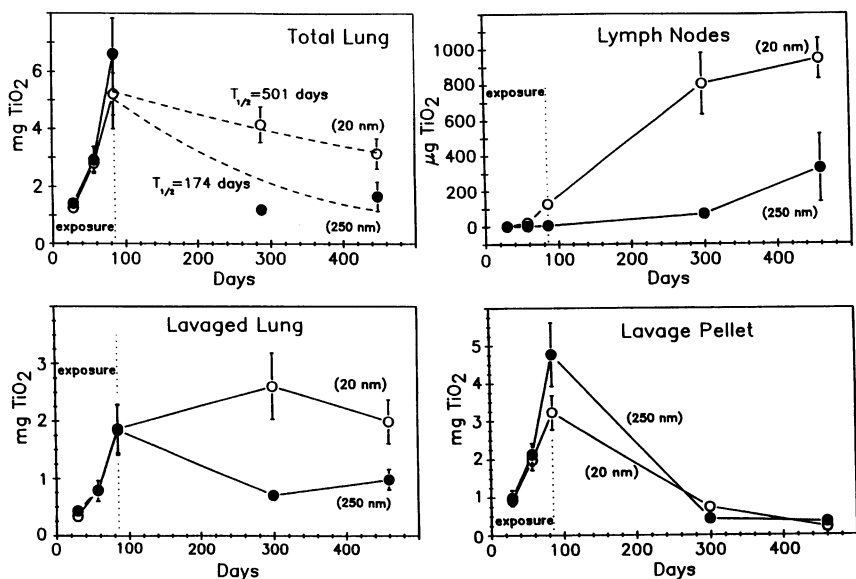 Total Lung
mg TiO2
6
4
2
0
T1/2=501 days
(20 nm)
T1/2=174 days
(250 nm)
exposure
0 100 200 300 400
Days
Lymph Nodes
μg TiO2
1000
800
600
400
200
0
exposure
(20 nm)
(250 nm)
0 100 200 300 400
Days
Lavaged Lung
mg TiO2
3
2
1
0
exposure
(20 nm)
(250 nm)
0 100 200 300 400
Days
Lavage Pellet
mg TiO2
5
4
3
2
1
0
(250 nm)
(20 nm)
exposure
0 100 200 300 400
Days